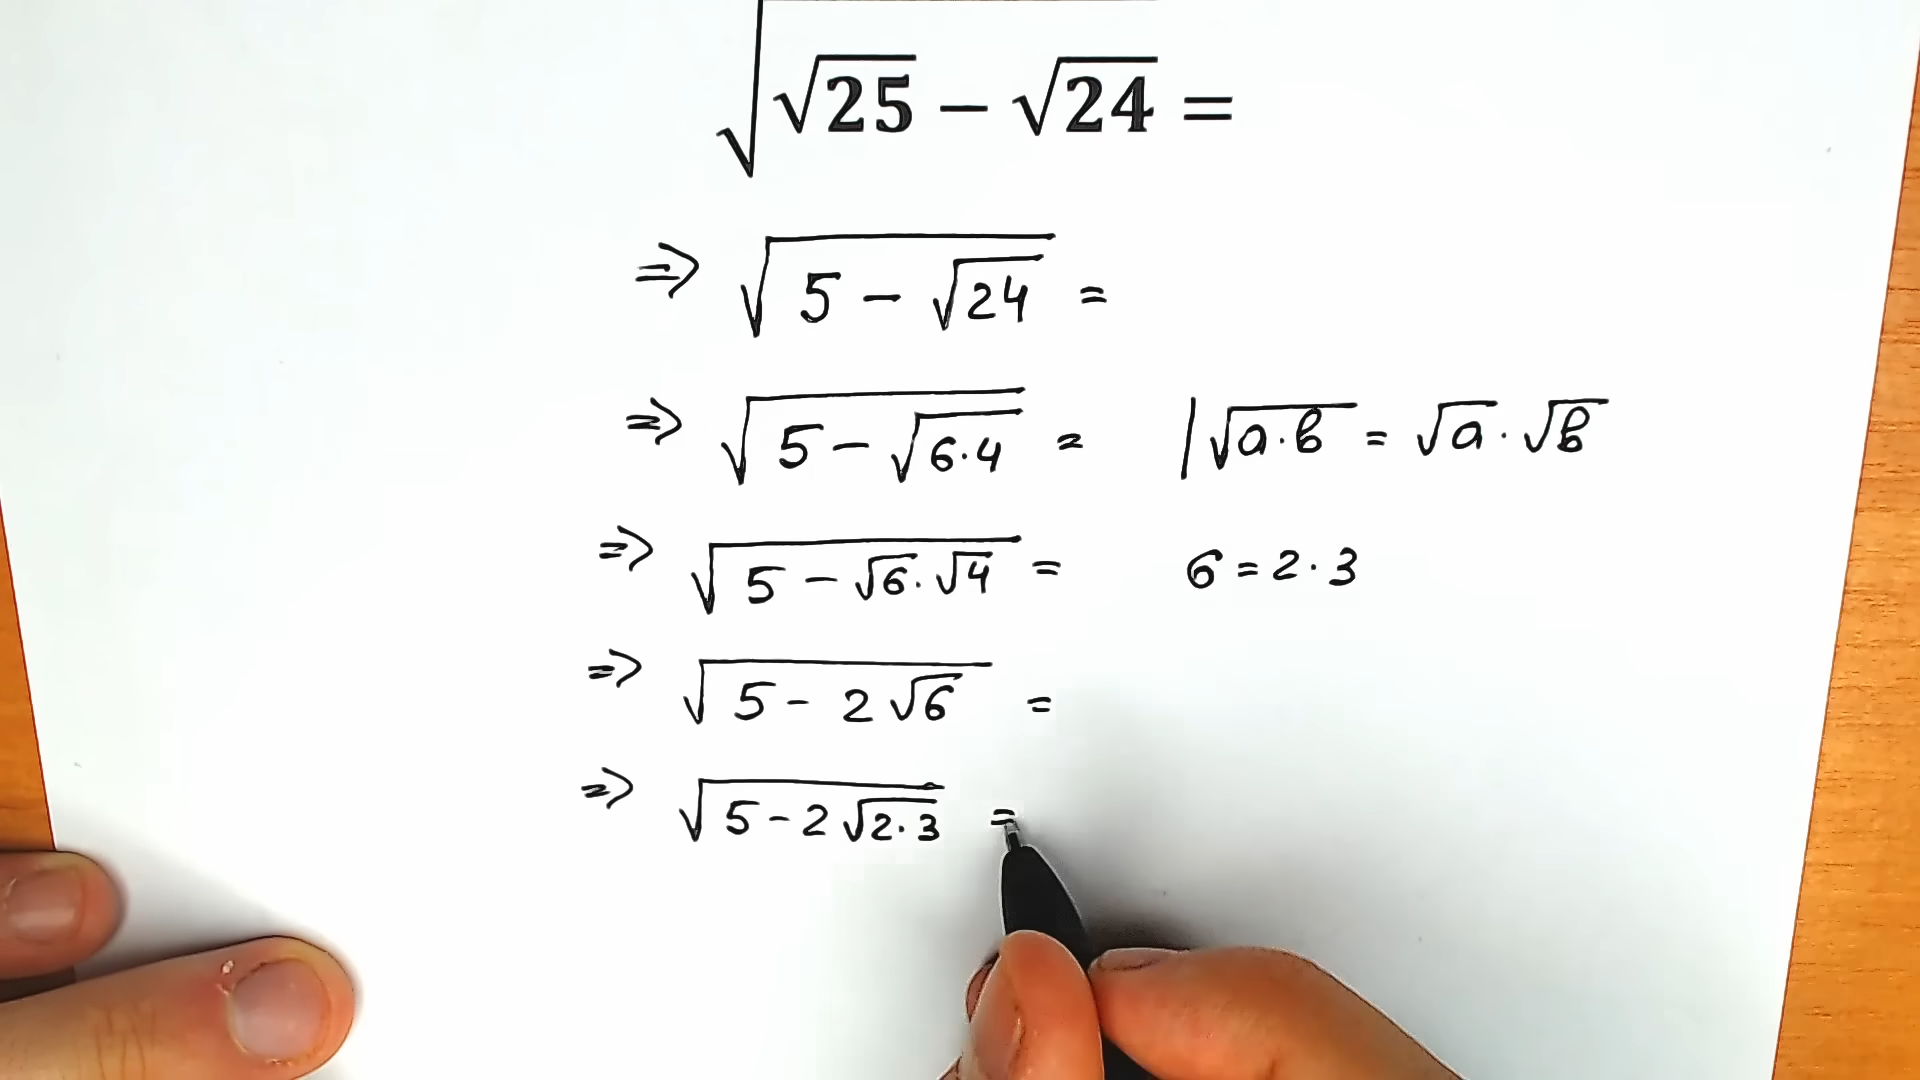 √(√25 − √24) =
⇒ √(5 − √24) =
⇒ √(5 − √(6·4)) = | √(a·b) = √a · √b
⇒ √(5 − √6·√4) = 6 = 2·3
⇒ √(5 − 2√6) =
⇒ √(5 − 2√(2·3)) =